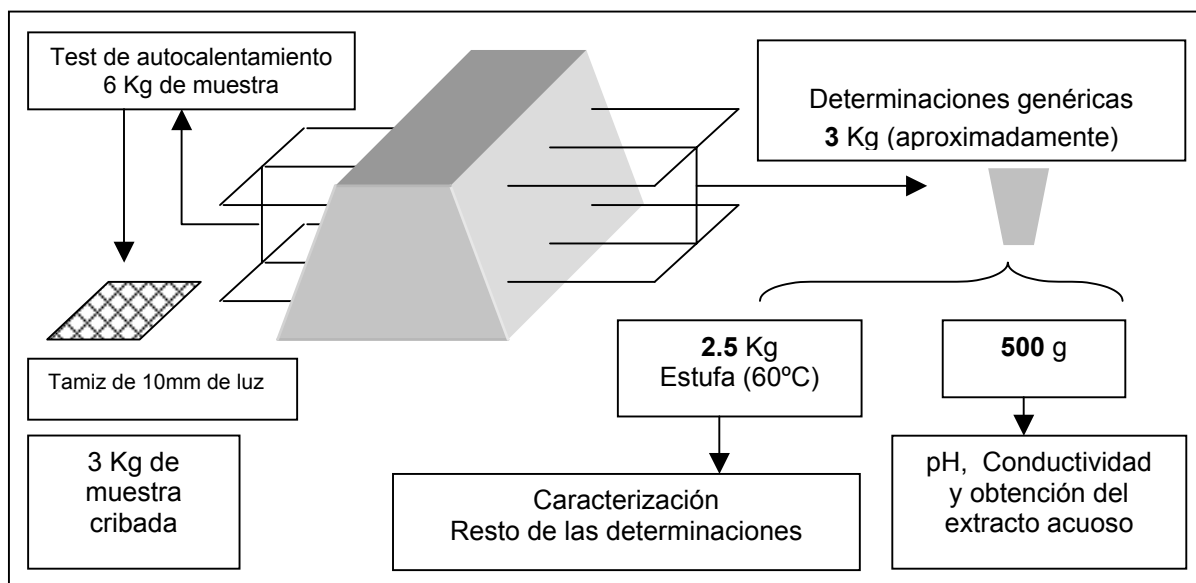 Test de autocalentamiento
6 Kg de muestra
Determinaciones genéricas
3 Kg (aproximadamente)
Tamiz de 10mm de luz
3 Kg de
muestra
cribada
2.5 Kg
Estufa (60ºC)
500 g
Caracterización
Resto de las determinaciones
pH, Conductividad
y obtención del
extracto acuoso